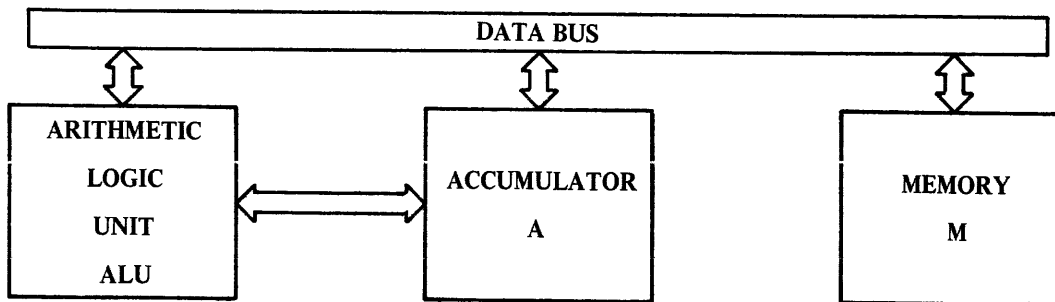 DATA BUS
ARITHMETIC
LOGIC
UNIT
ALU
ACCUMULATOR
A
MEMORY
M